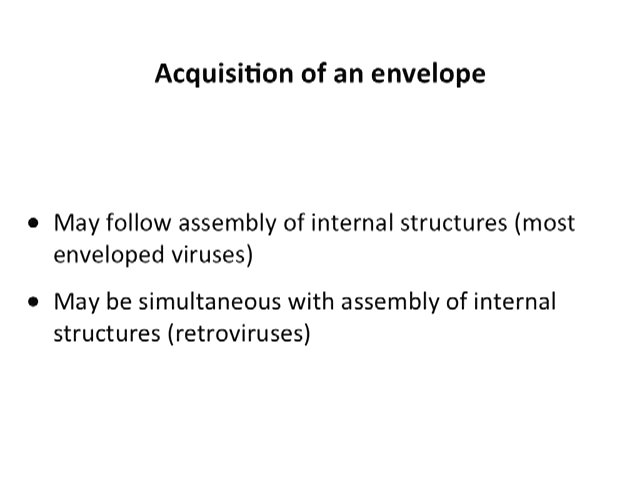 Acquisition of an envelope
• May follow assembly of internal structures (most
enveloped viruses)
• May be simultaneous with assembly of internal
structures (retroviruses)